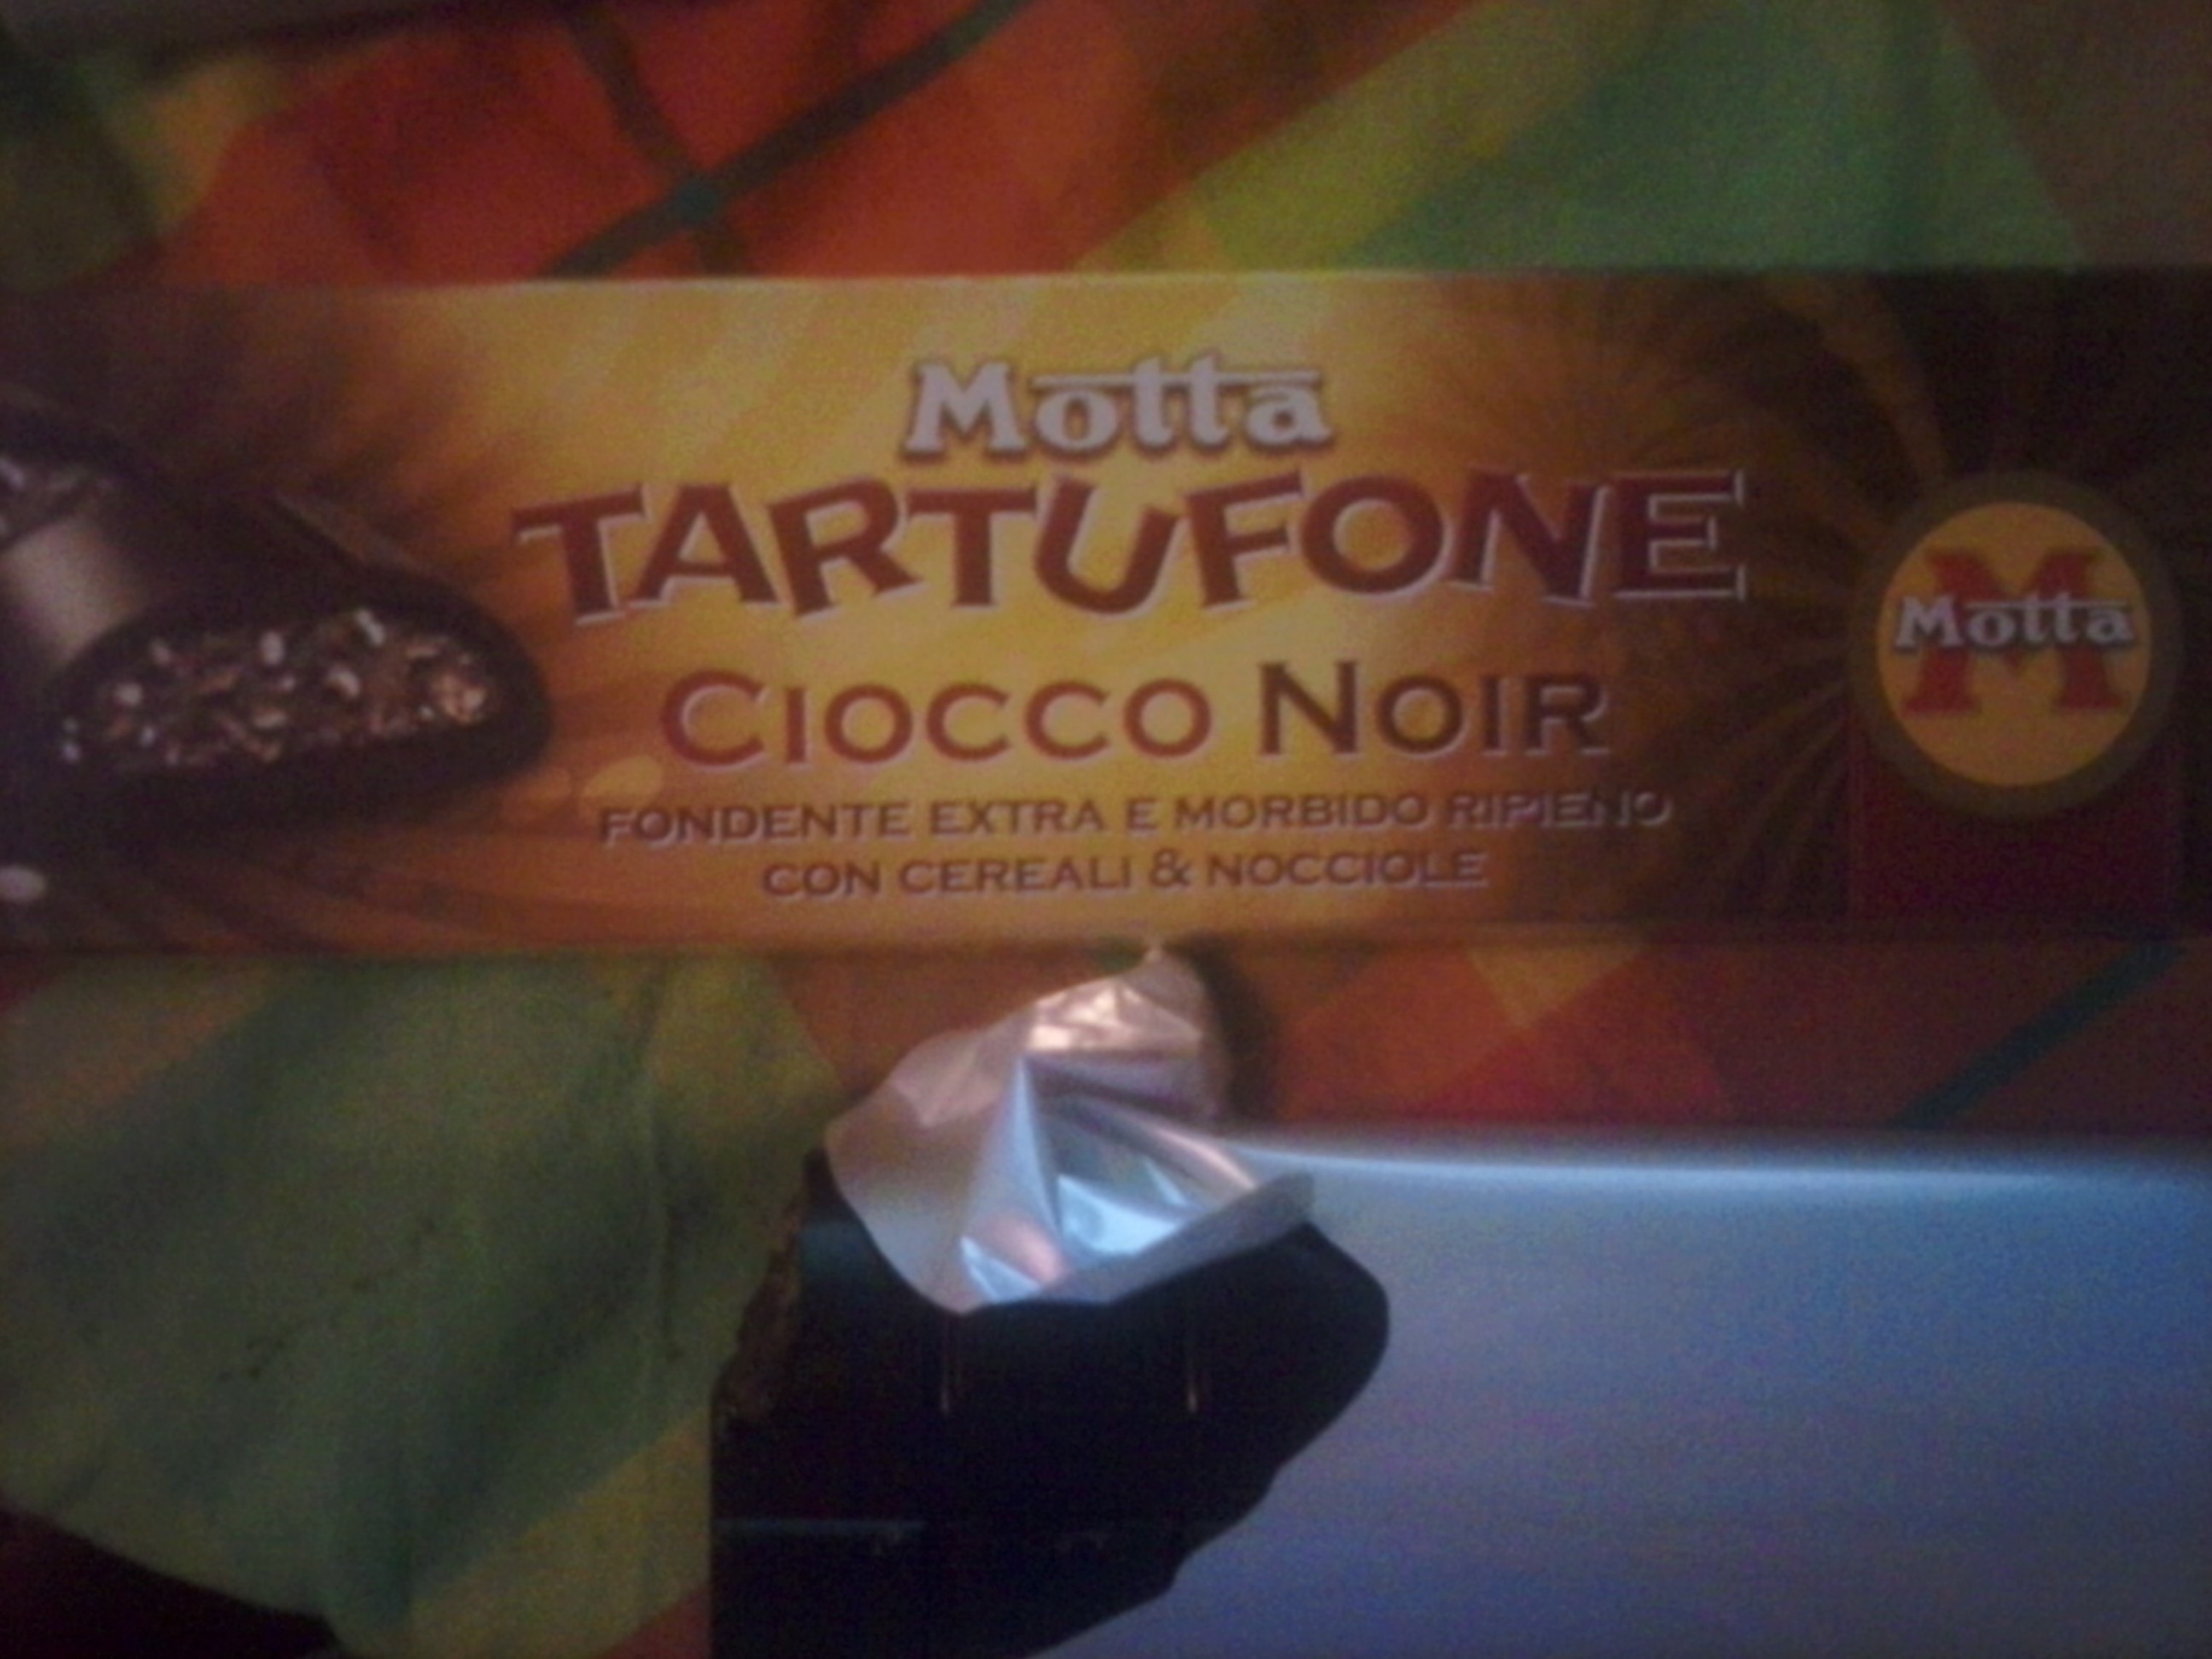 Motta
TARTUFONE
CIOCCO NOIR
FONDENTE EXTRA E MORBIDO RIPIENO
CON CEREALI & NOCCIOLE
M
Motta